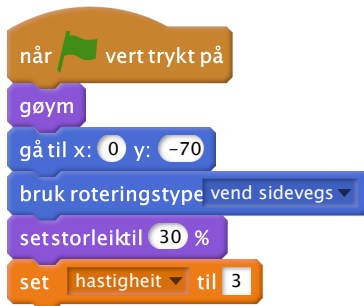 når vert trykt på
gøym
gå til x: 0 y: -70
bruk roteringstype vend sidevegs
set storleik til 30 %
set hastigheit til 3